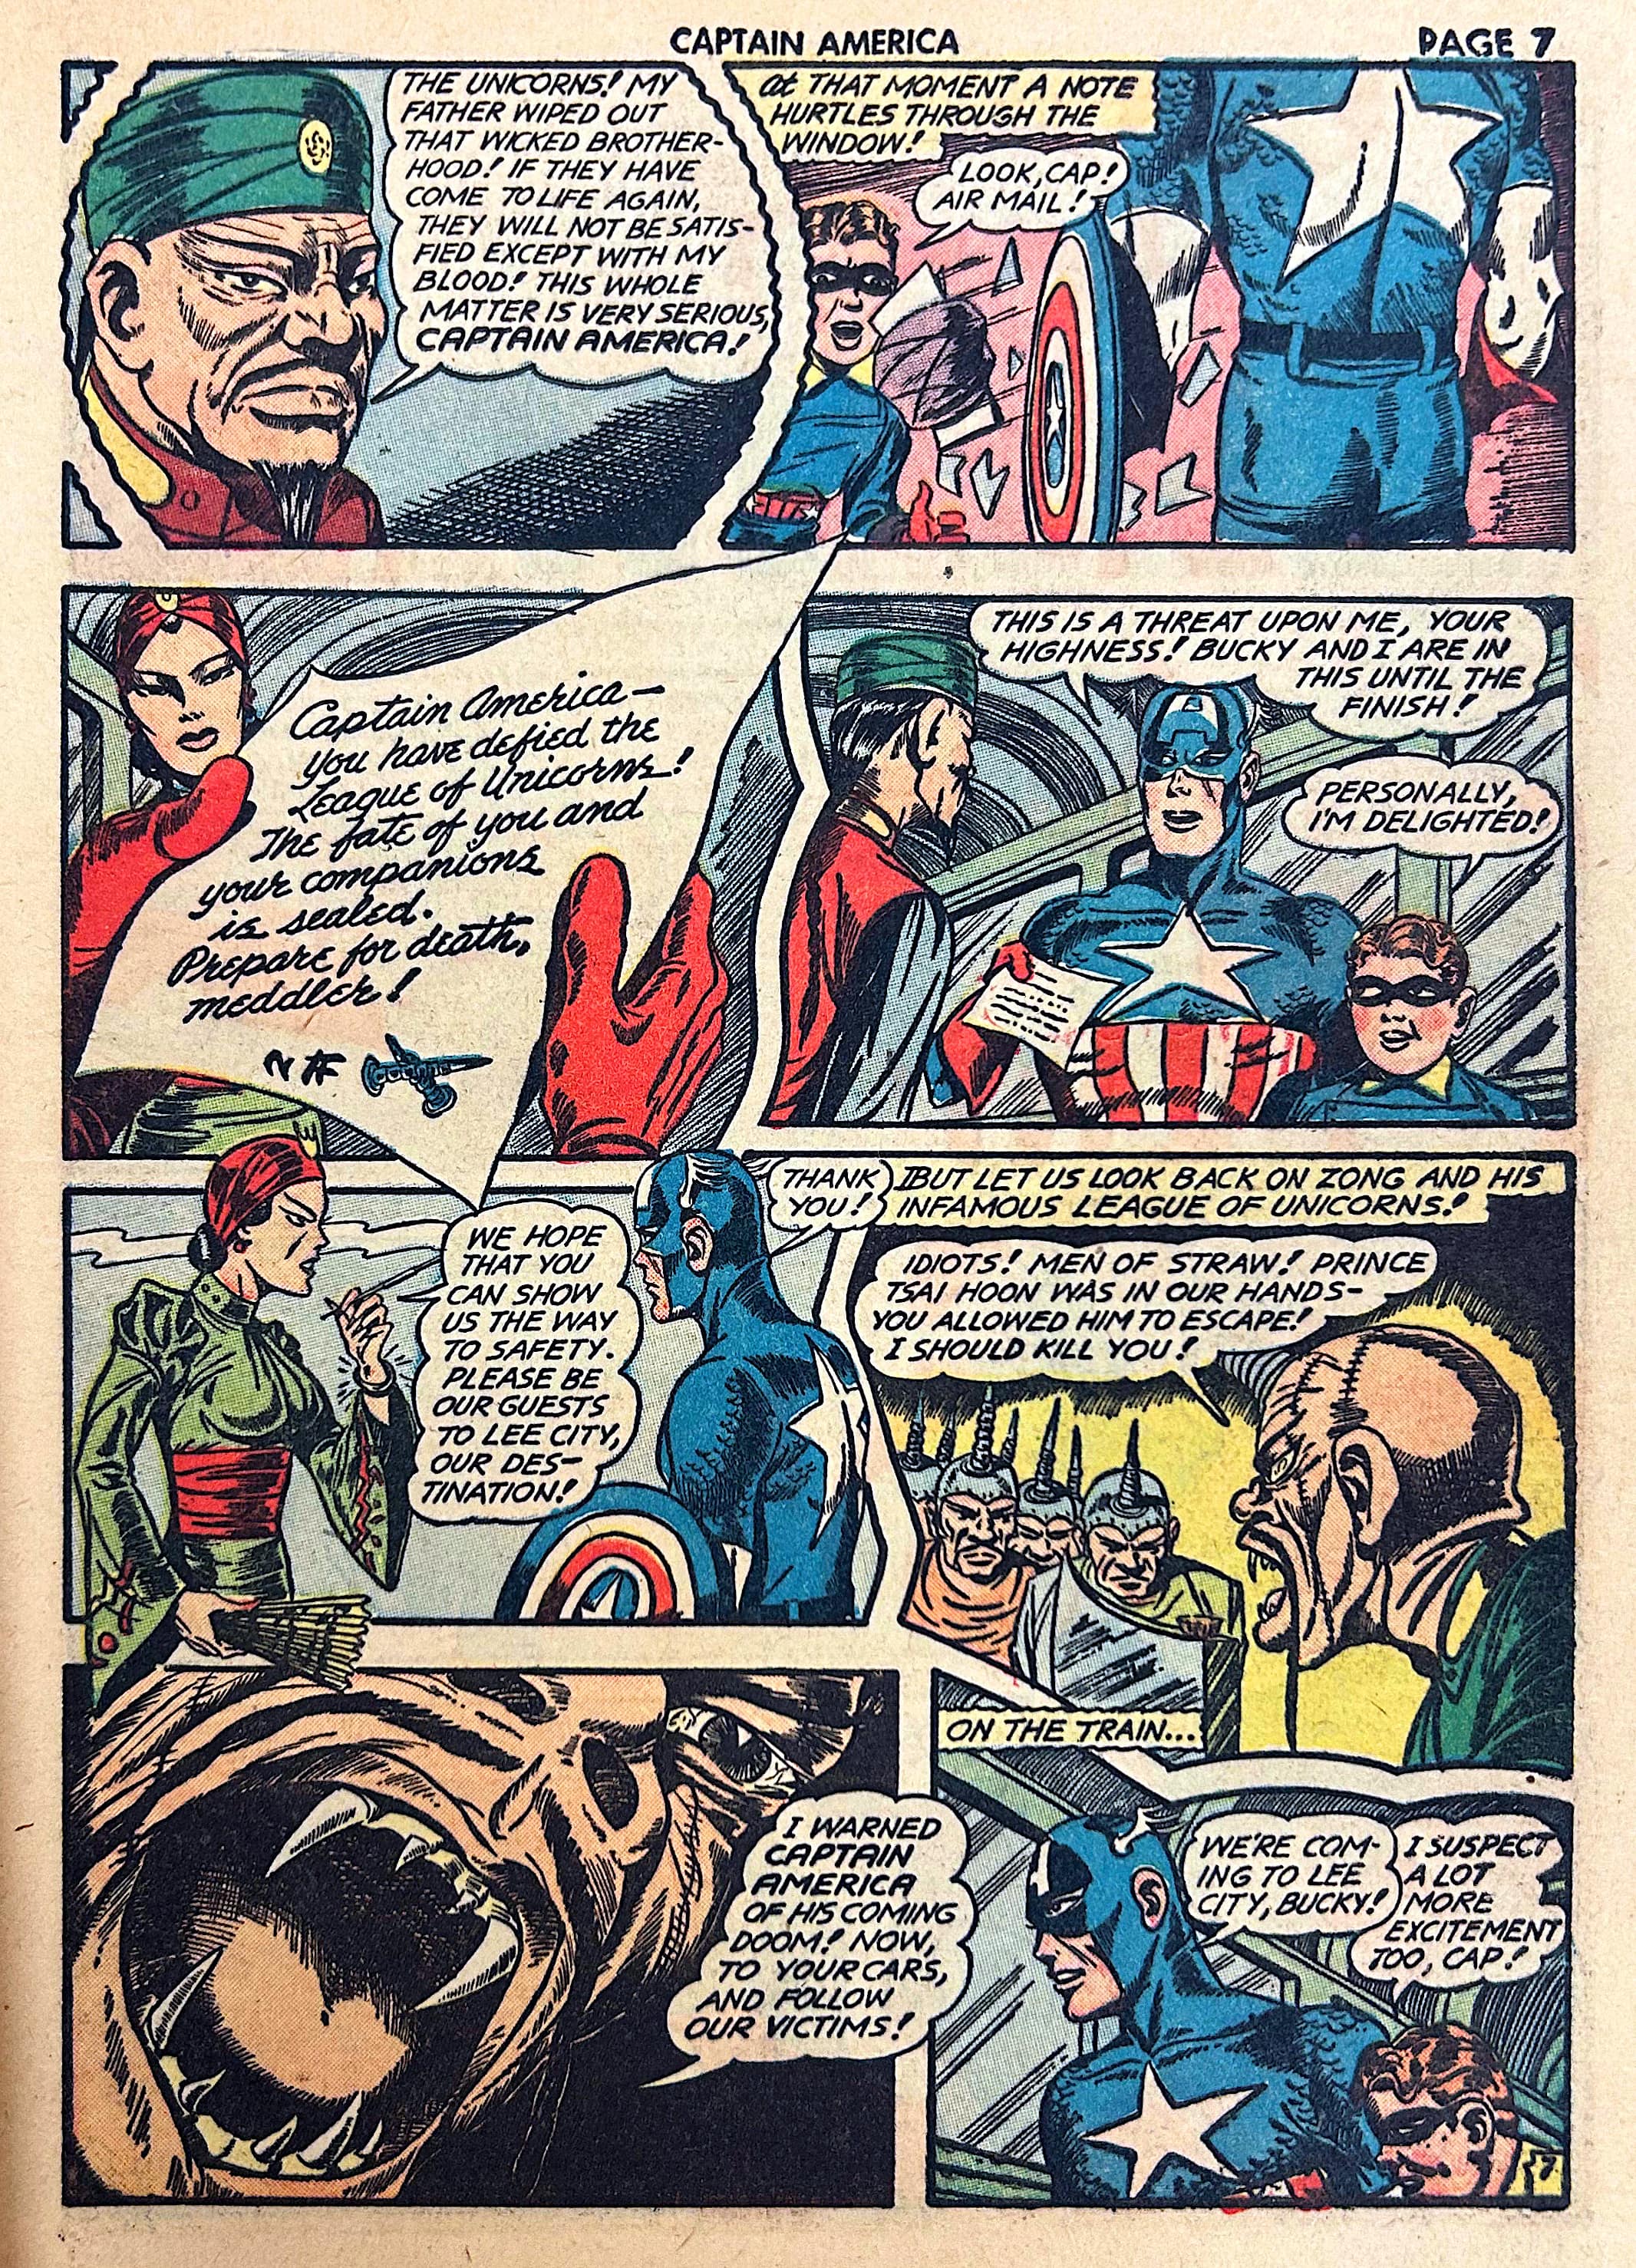 CAPTAIN AMERICA
PAGE 7
THE UNICORNS! MY
FATHER WIPED OUT
THAT WICKED BROTHER-
HOOD! IF THEY HAVE
COME TO LIFE AGAIN,
THEY WILL NOT BE SATIS-
FIED EXCEPT WITH MY
BLOOD! THIS WHOLE
MATTER IS VERY SERIOUS,
CAPTAIN AMERICA!
At THAT MOMENT A NOTE
HURTLES THROUGH THE
WINDOW!
LOOK, CAP!
AIR MAIL!
Captain America—
you have defied the
League of Unicorns!
The fate of you and
your companions
is sealed.
Prepare for death,
meddler!
THIS IS A THREAT UPON ME, YOUR
HIGHNESS! BUCKY AND I ARE IN
THIS UNTIL THE
FINISH!
PERSONALLY,
I'M DELIGHTED!
WE HOPE
THAT YOU
CAN SHOW
US THE WAY
TO SAFETY.
PLEASE BE
OUR GUESTS
TO LEE CITY,
OUR DES-
TINATION!
THANK
YOU!
BUT LET US LOOK BACK ON ZONG AND HIS
INFAMOUS LEAGUE OF UNICORNS!
IDIOTS! MEN OF STRAW! PRINCE
TSAI HOON WAS IN OUR HANDS-
YOU ALLOWED HIM TO ESCAPE!
I SHOULD KILL YOU!
I WARNED
CAPTAIN
AMERICA
OF HIS COMING
DOOM! NOW,
TO YOUR CARS,
AND FOLLOW
OUR VICTIMS!
ON THE TRAIN...
WE'RE COM-
ING TO LEE
CITY, BUCKY!
I SUSPECT
A LOT
MORE
EXCITEMENT
TOO, CAP!
7